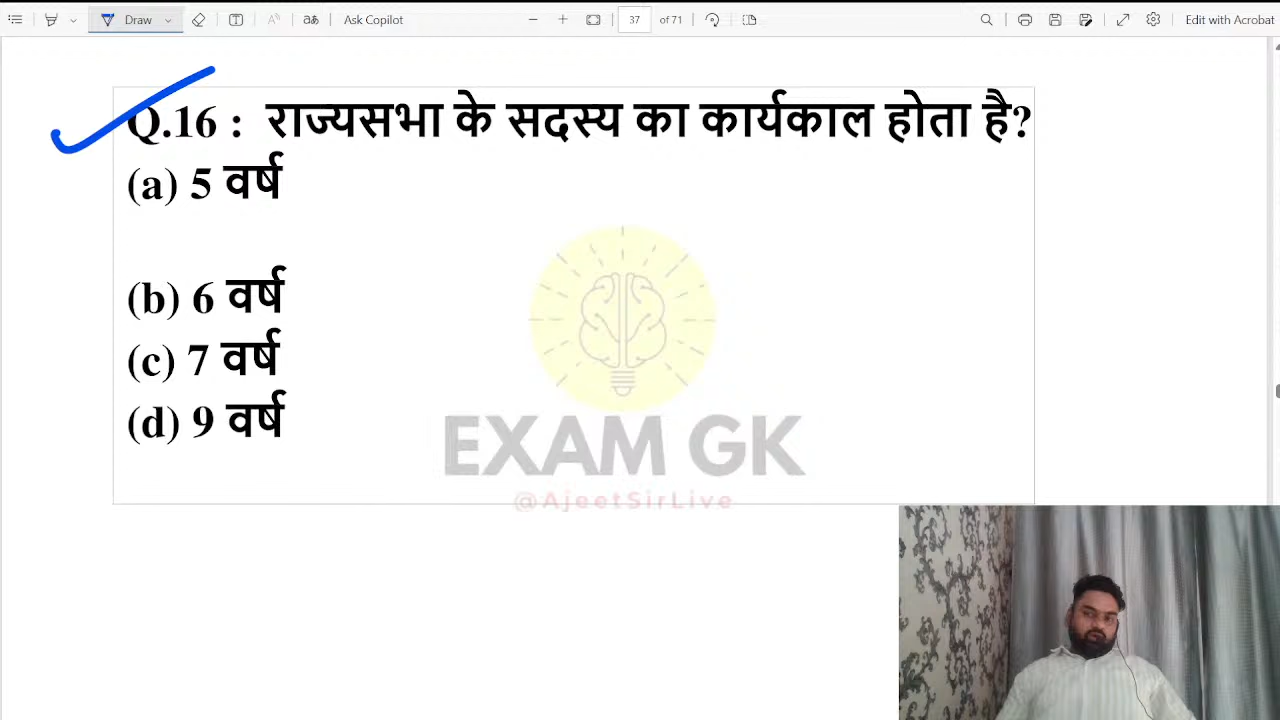 Draw
Ask Copilot
37 of 71
Edit with Acrobat
Q.16 : राज्यसभा के सदस्य का कार्यकाल होता है?
(a) 5 वर्ष
(b) 6 वर्ष
(c) 7 वर्ष
(d) 9 वर्ष
EXAM GK
@AjeetSirLive